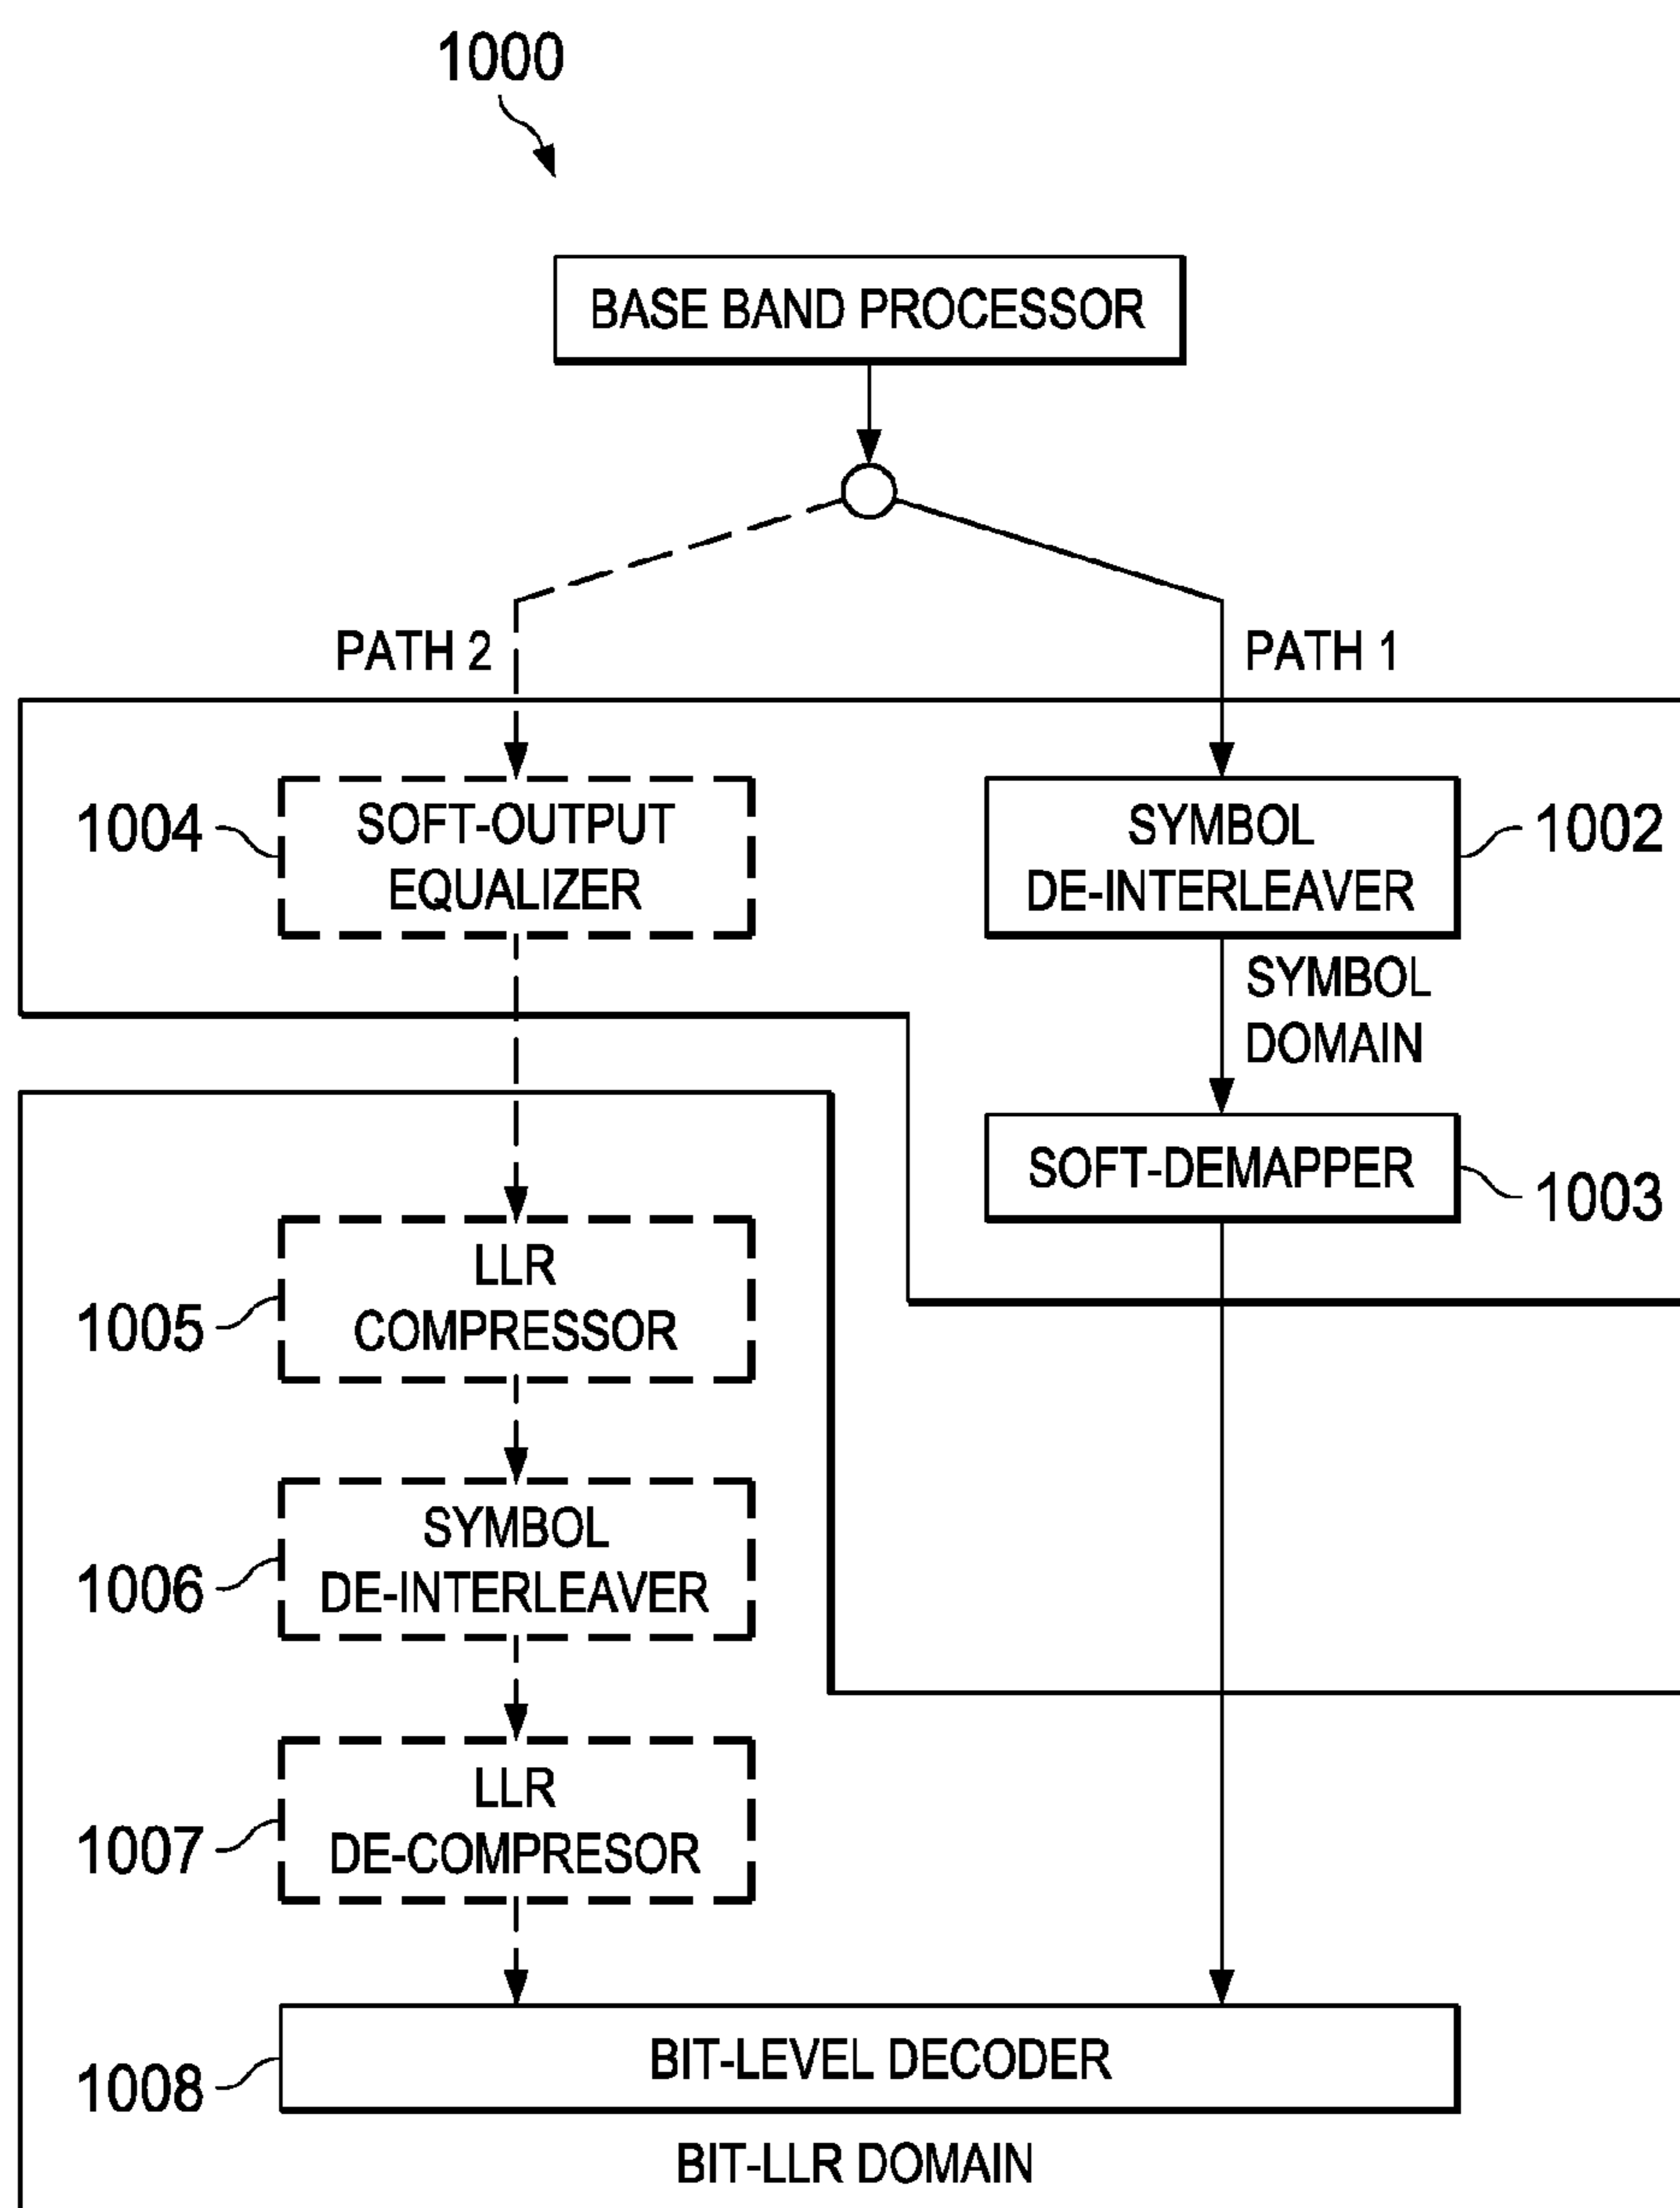 1000
BASE BAND PROCESSOR
PATH 2
PATH 1
1004
SOFT-OUTPUT
EQUALIZER
SYMBOL
DE-INTERLEAVER
1002
SYMBOL
DOMAIN
SOFT-DEMAPPER
1003
1005
LLR
COMPRESSOR
1006
SYMBOL
DE-INTERLEAVER
1007
LLR
DE-COMPRESOR
1008
BIT-LEVEL DECODER
BIT-LLR DOMAIN